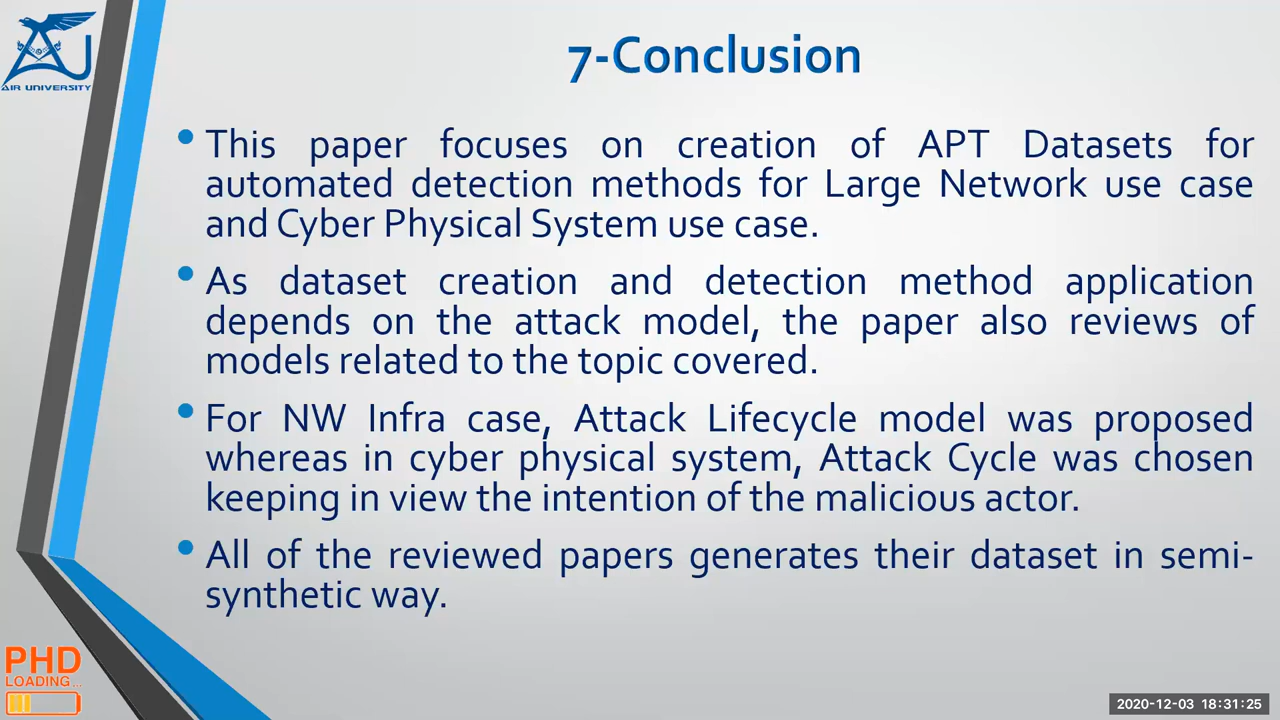 AIR UNIVERSITY
7-Conclusion
• This paper focuses on creation of APT Datasets for
automated detection methods for Large Network use case
and Cyber Physical System use case.
• As dataset creation and detection method application
depends on the attack model, the paper also reviews of
models related to the topic covered.
• For NW Infra case, Attack Lifecycle model was proposed
whereas in cyber physical system, Attack Cycle was chosen
keeping in view the intention of the malicious actor.
• All of the reviewed papers generates their dataset in semi-
synthetic way.
PHD
LOADING...
2020-12-03 18:31:25